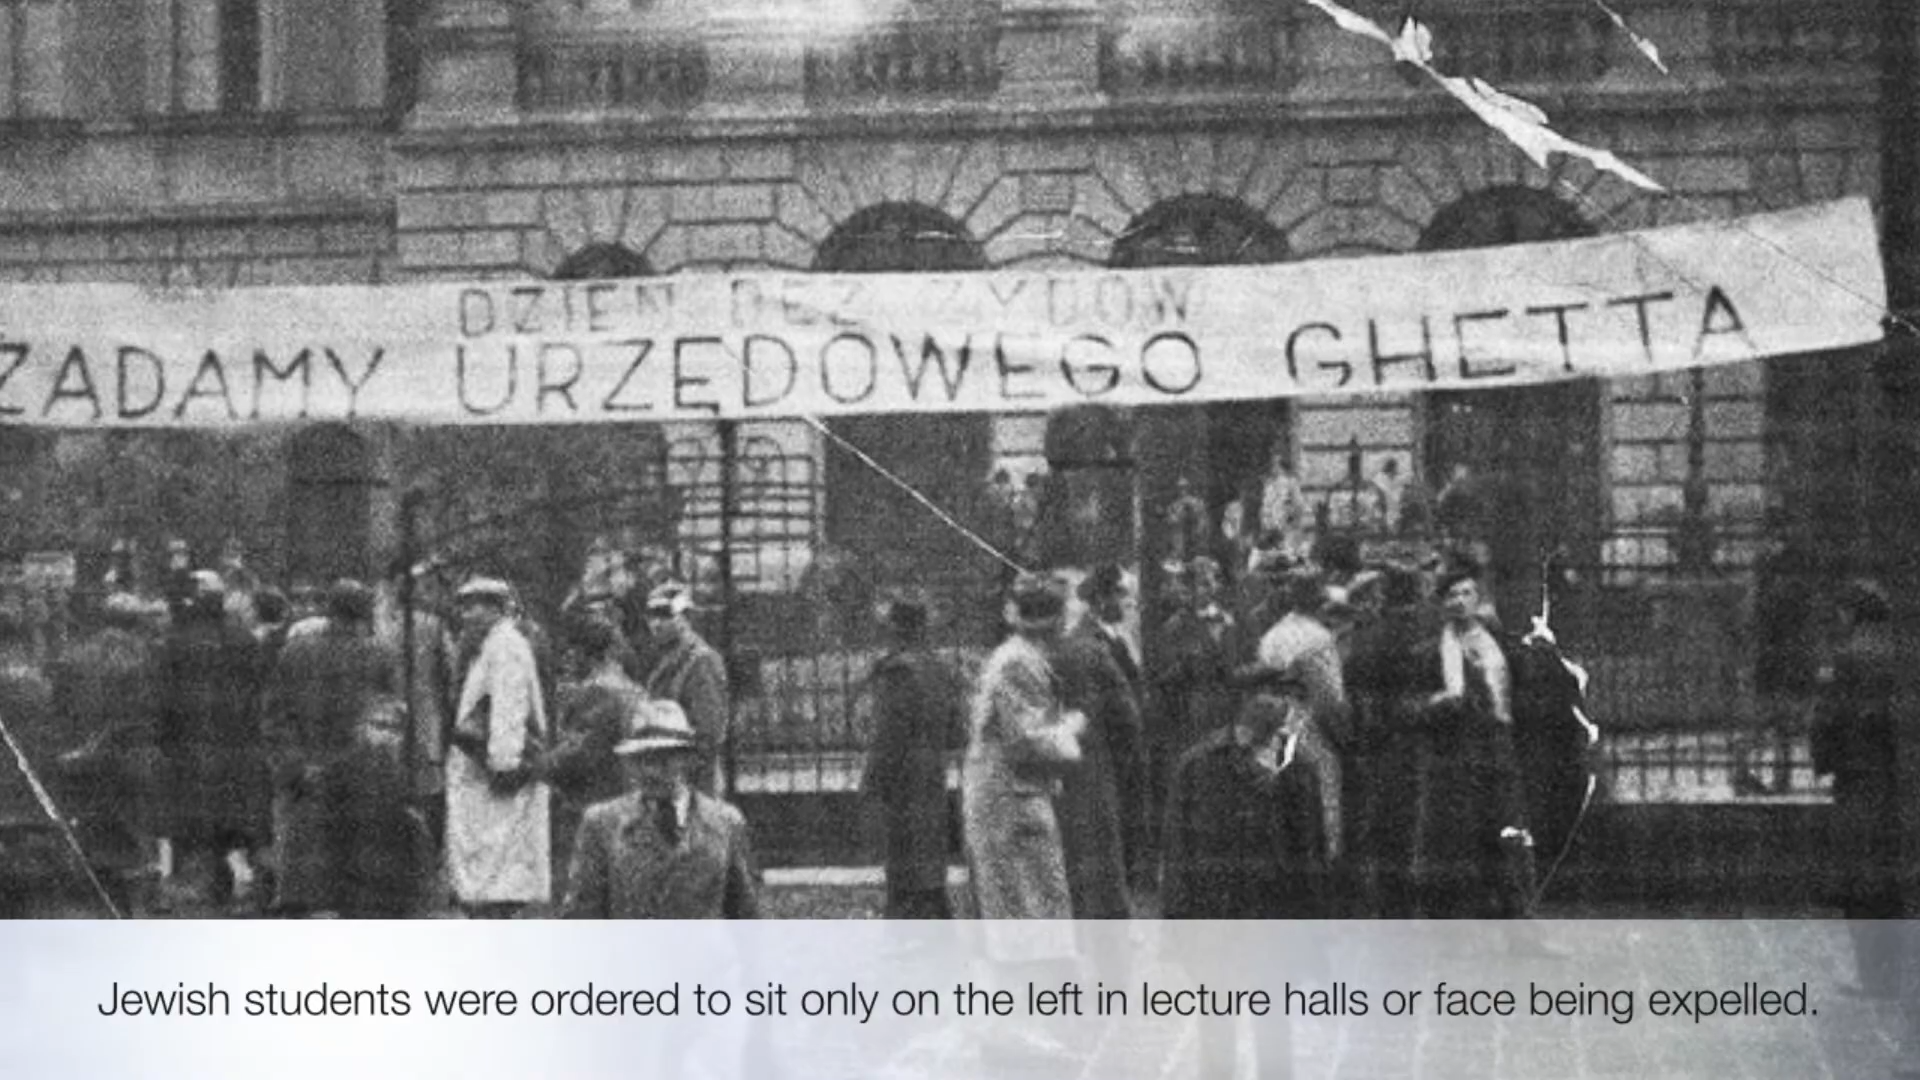 DZIEŃ BEZ ŻYDÓW
ŻĄDAMY URZĘDOWEGO GHETTA
Jewish students were ordered to sit only on the left in lecture halls or face being expelled.